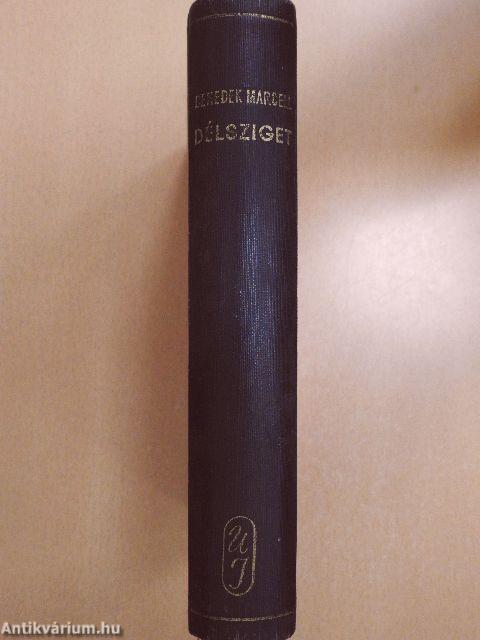 BENEDEK MARCELL
DÉLSZIGET
UJ
Antikvárium.hu